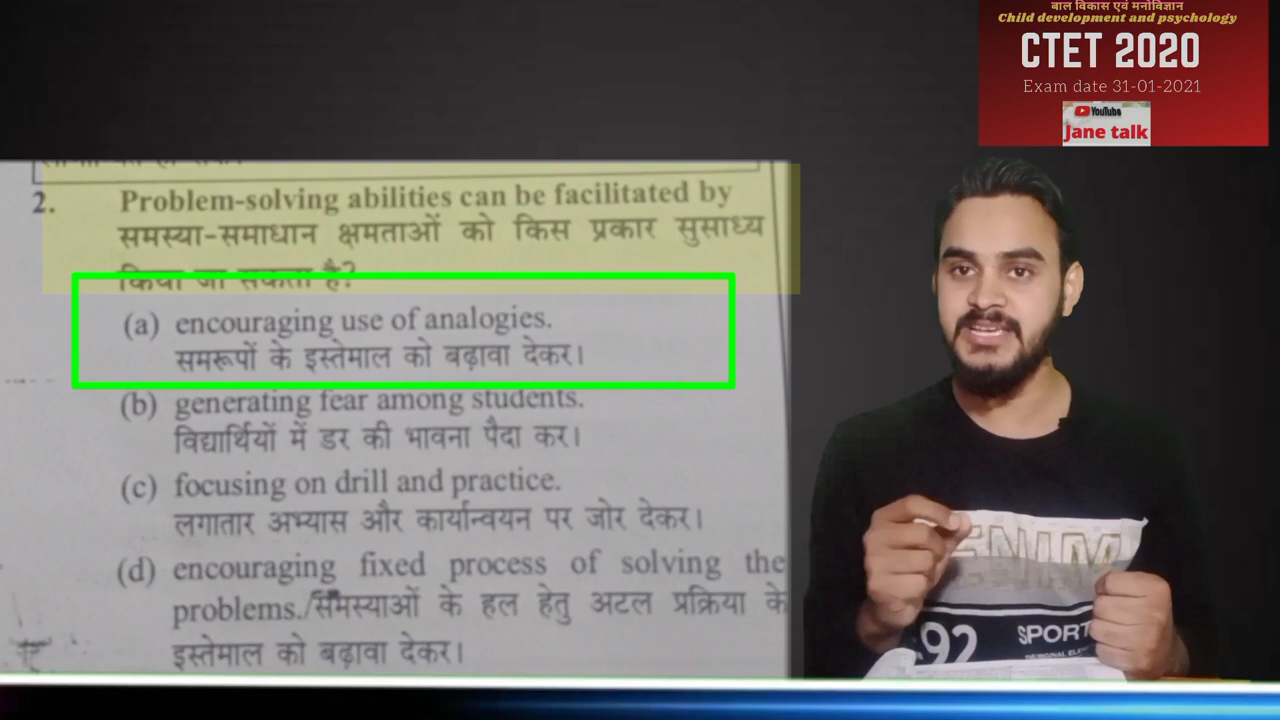 बाल विकास एवं मनोविज्ञान
Child development and psychology
CTET 2020
Exam date 31-01-2021
YouTube
Jane talk
2. Problem-solving abilities can be facilitated by
समस्या-समाधान क्षमताओं को किस प्रकार सुसाध्य
किया जा सकता है?
(a) encouraging use of analogies.
समरूपों के इस्तेमाल को बढ़ावा देकर।
(b) generating fear among students.
विद्यार्थियों में डर की भावना पैदा कर।
(c) focusing on drill and practice.
लगातार अभ्यास और कार्यान्वयन पर जोर देकर।
(d) encouraging fixed process of solving the
problems./समस्याओं के हल हेतु अटल प्रक्रिया के
इस्तेमाल को बढ़ावा देकर।
DENIM
92 SPORT